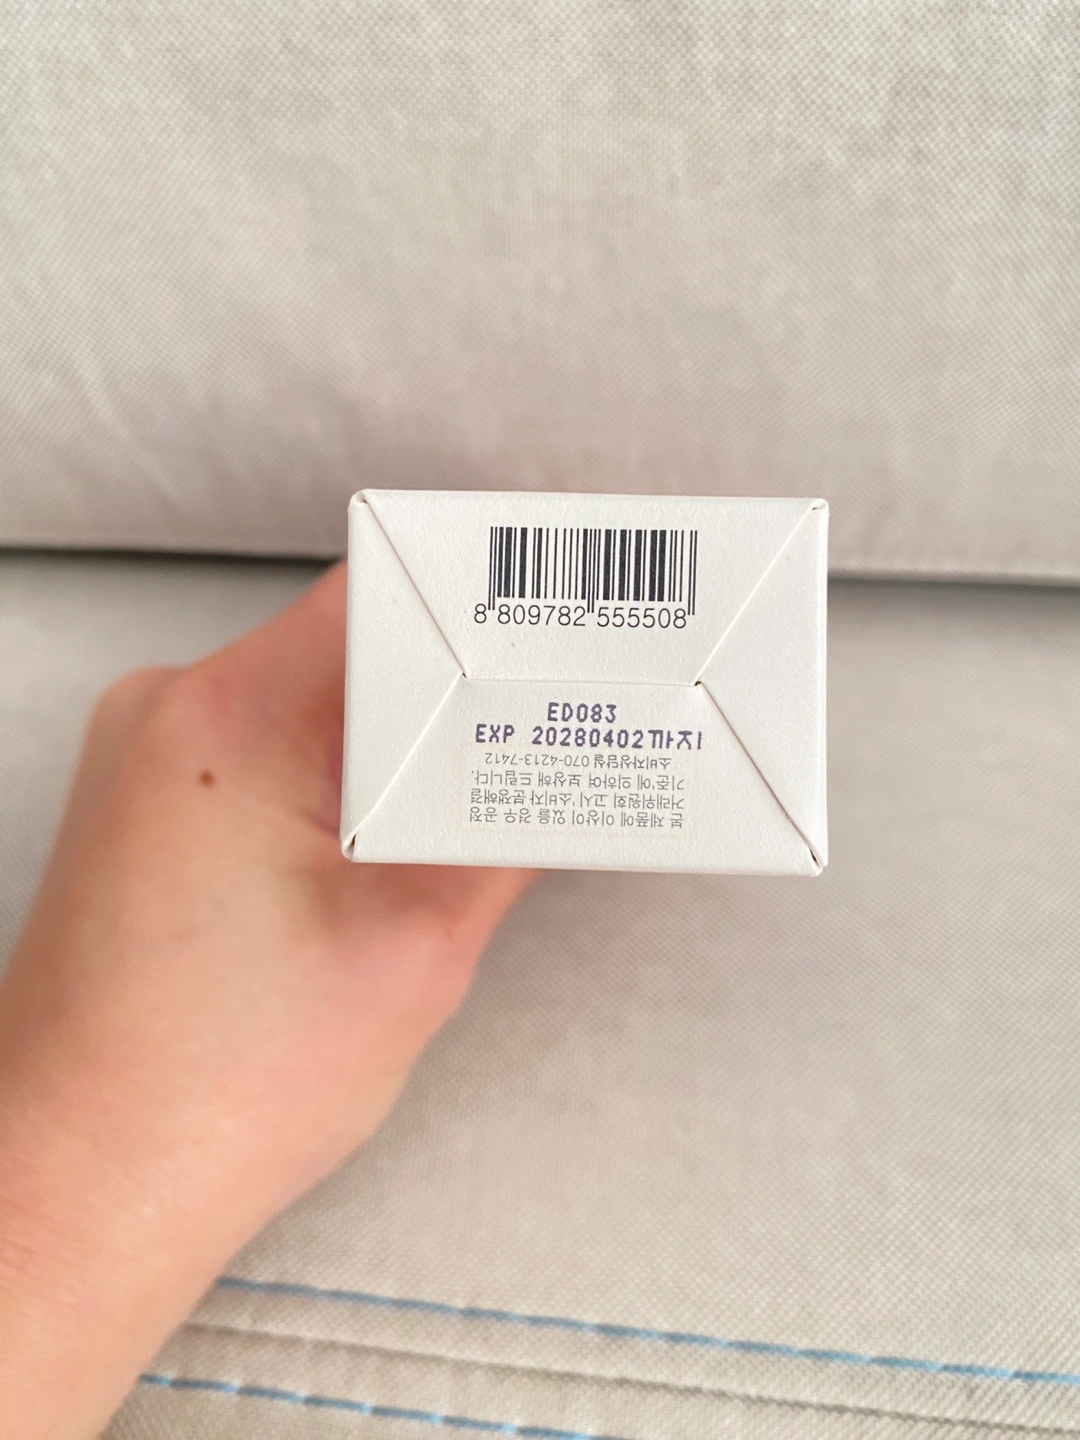 8 809782 555508
ED083
EXP 20280402까지
본 제품에 이상이 있을 경우 공정
거래위원회 고시 '소비자 분쟁해결
기준'에 의하여 보상해 드립니다.
소비자상담실 070-4213-7412